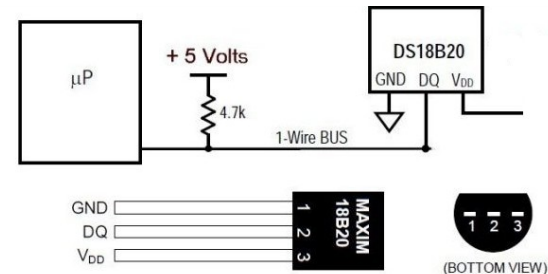 + 5 Volts
μP
4.7k
1-Wire BUS
DS18B20
GND DQ VDD
GND
DQ
VDD
1
2
3
MAXIM
18B20
1 2 3
(BOTTOM VIEW)